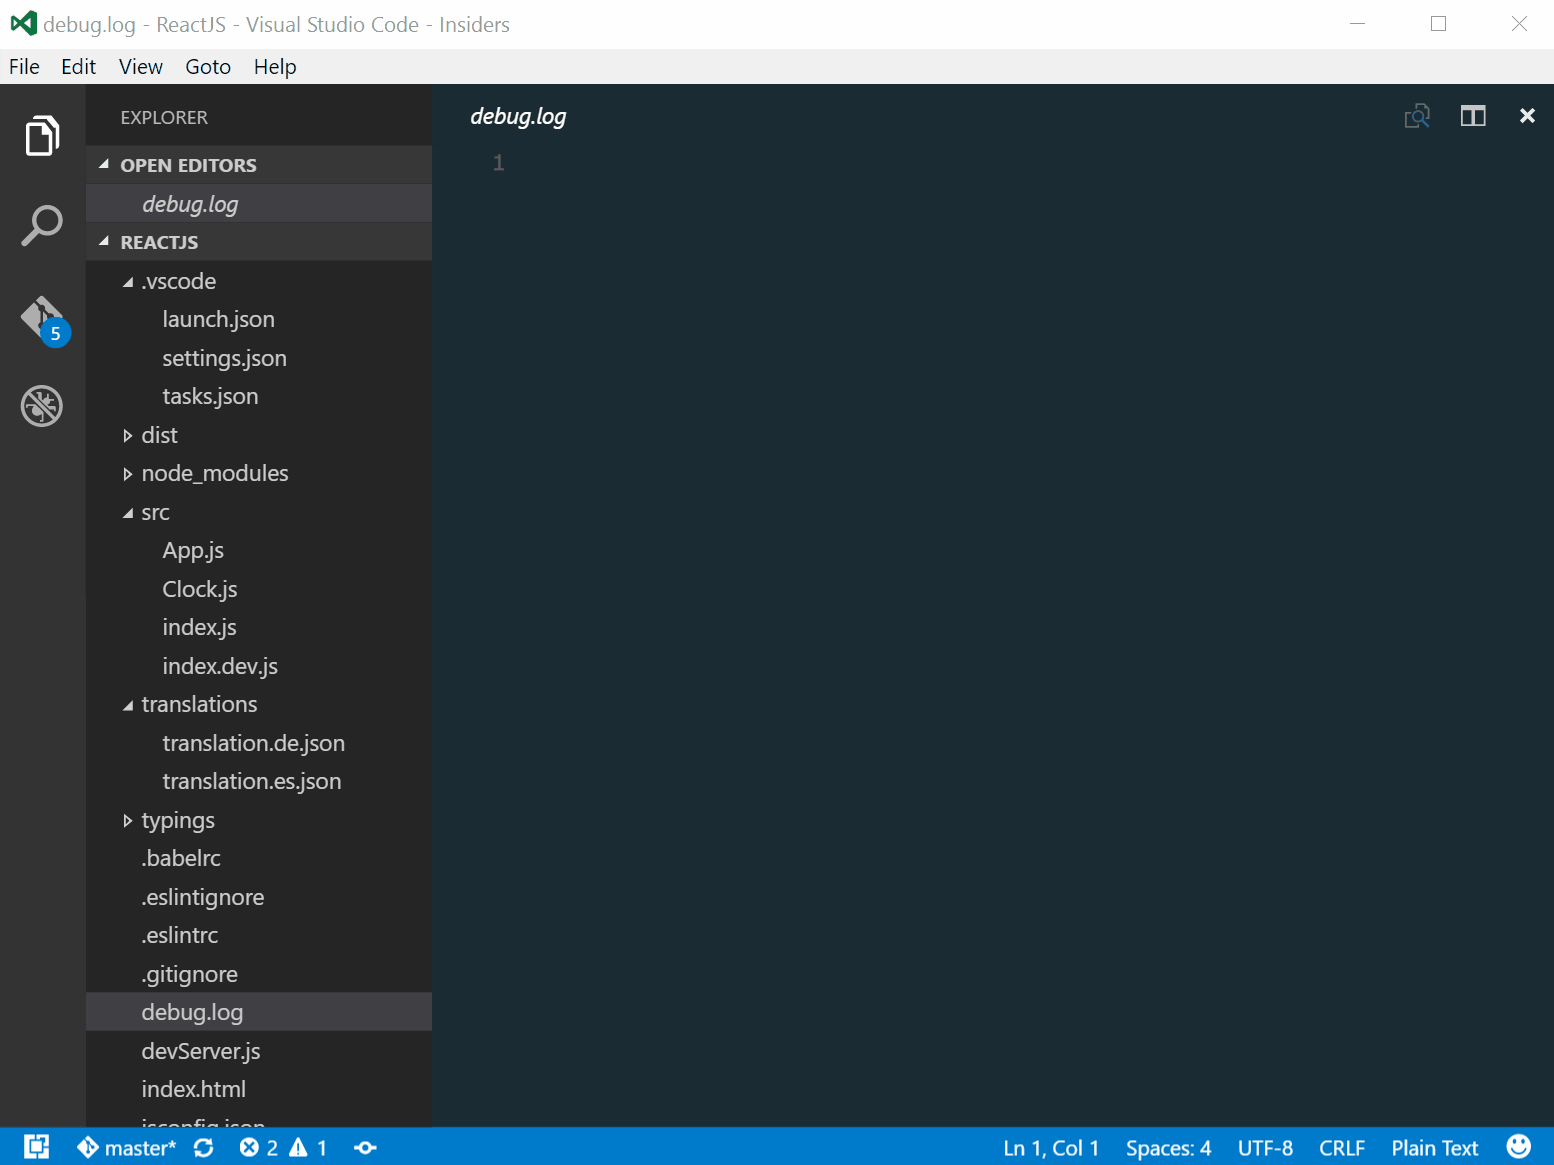 debug.log - ReactJS - Visual Studio Code - Insiders
File Edit View Goto Help
EXPLORER
OPEN EDITORS
debug.log
REACTJS
.vscode
launch.json
settings.json
tasks.json
dist
node_modules
src
App.js
Clock.js
index.js
index.dev.js
translations
translation.de.json
translation.es.json
typings
.babelrc
.eslintignore
.eslintrc
.gitignore
debug.log
devServer.js
index.html
jsconfig.json
5
debug.log
1
master* 2 1 Ln 1, Col 1 Spaces: 4 UTF-8 CRLF Plain Text